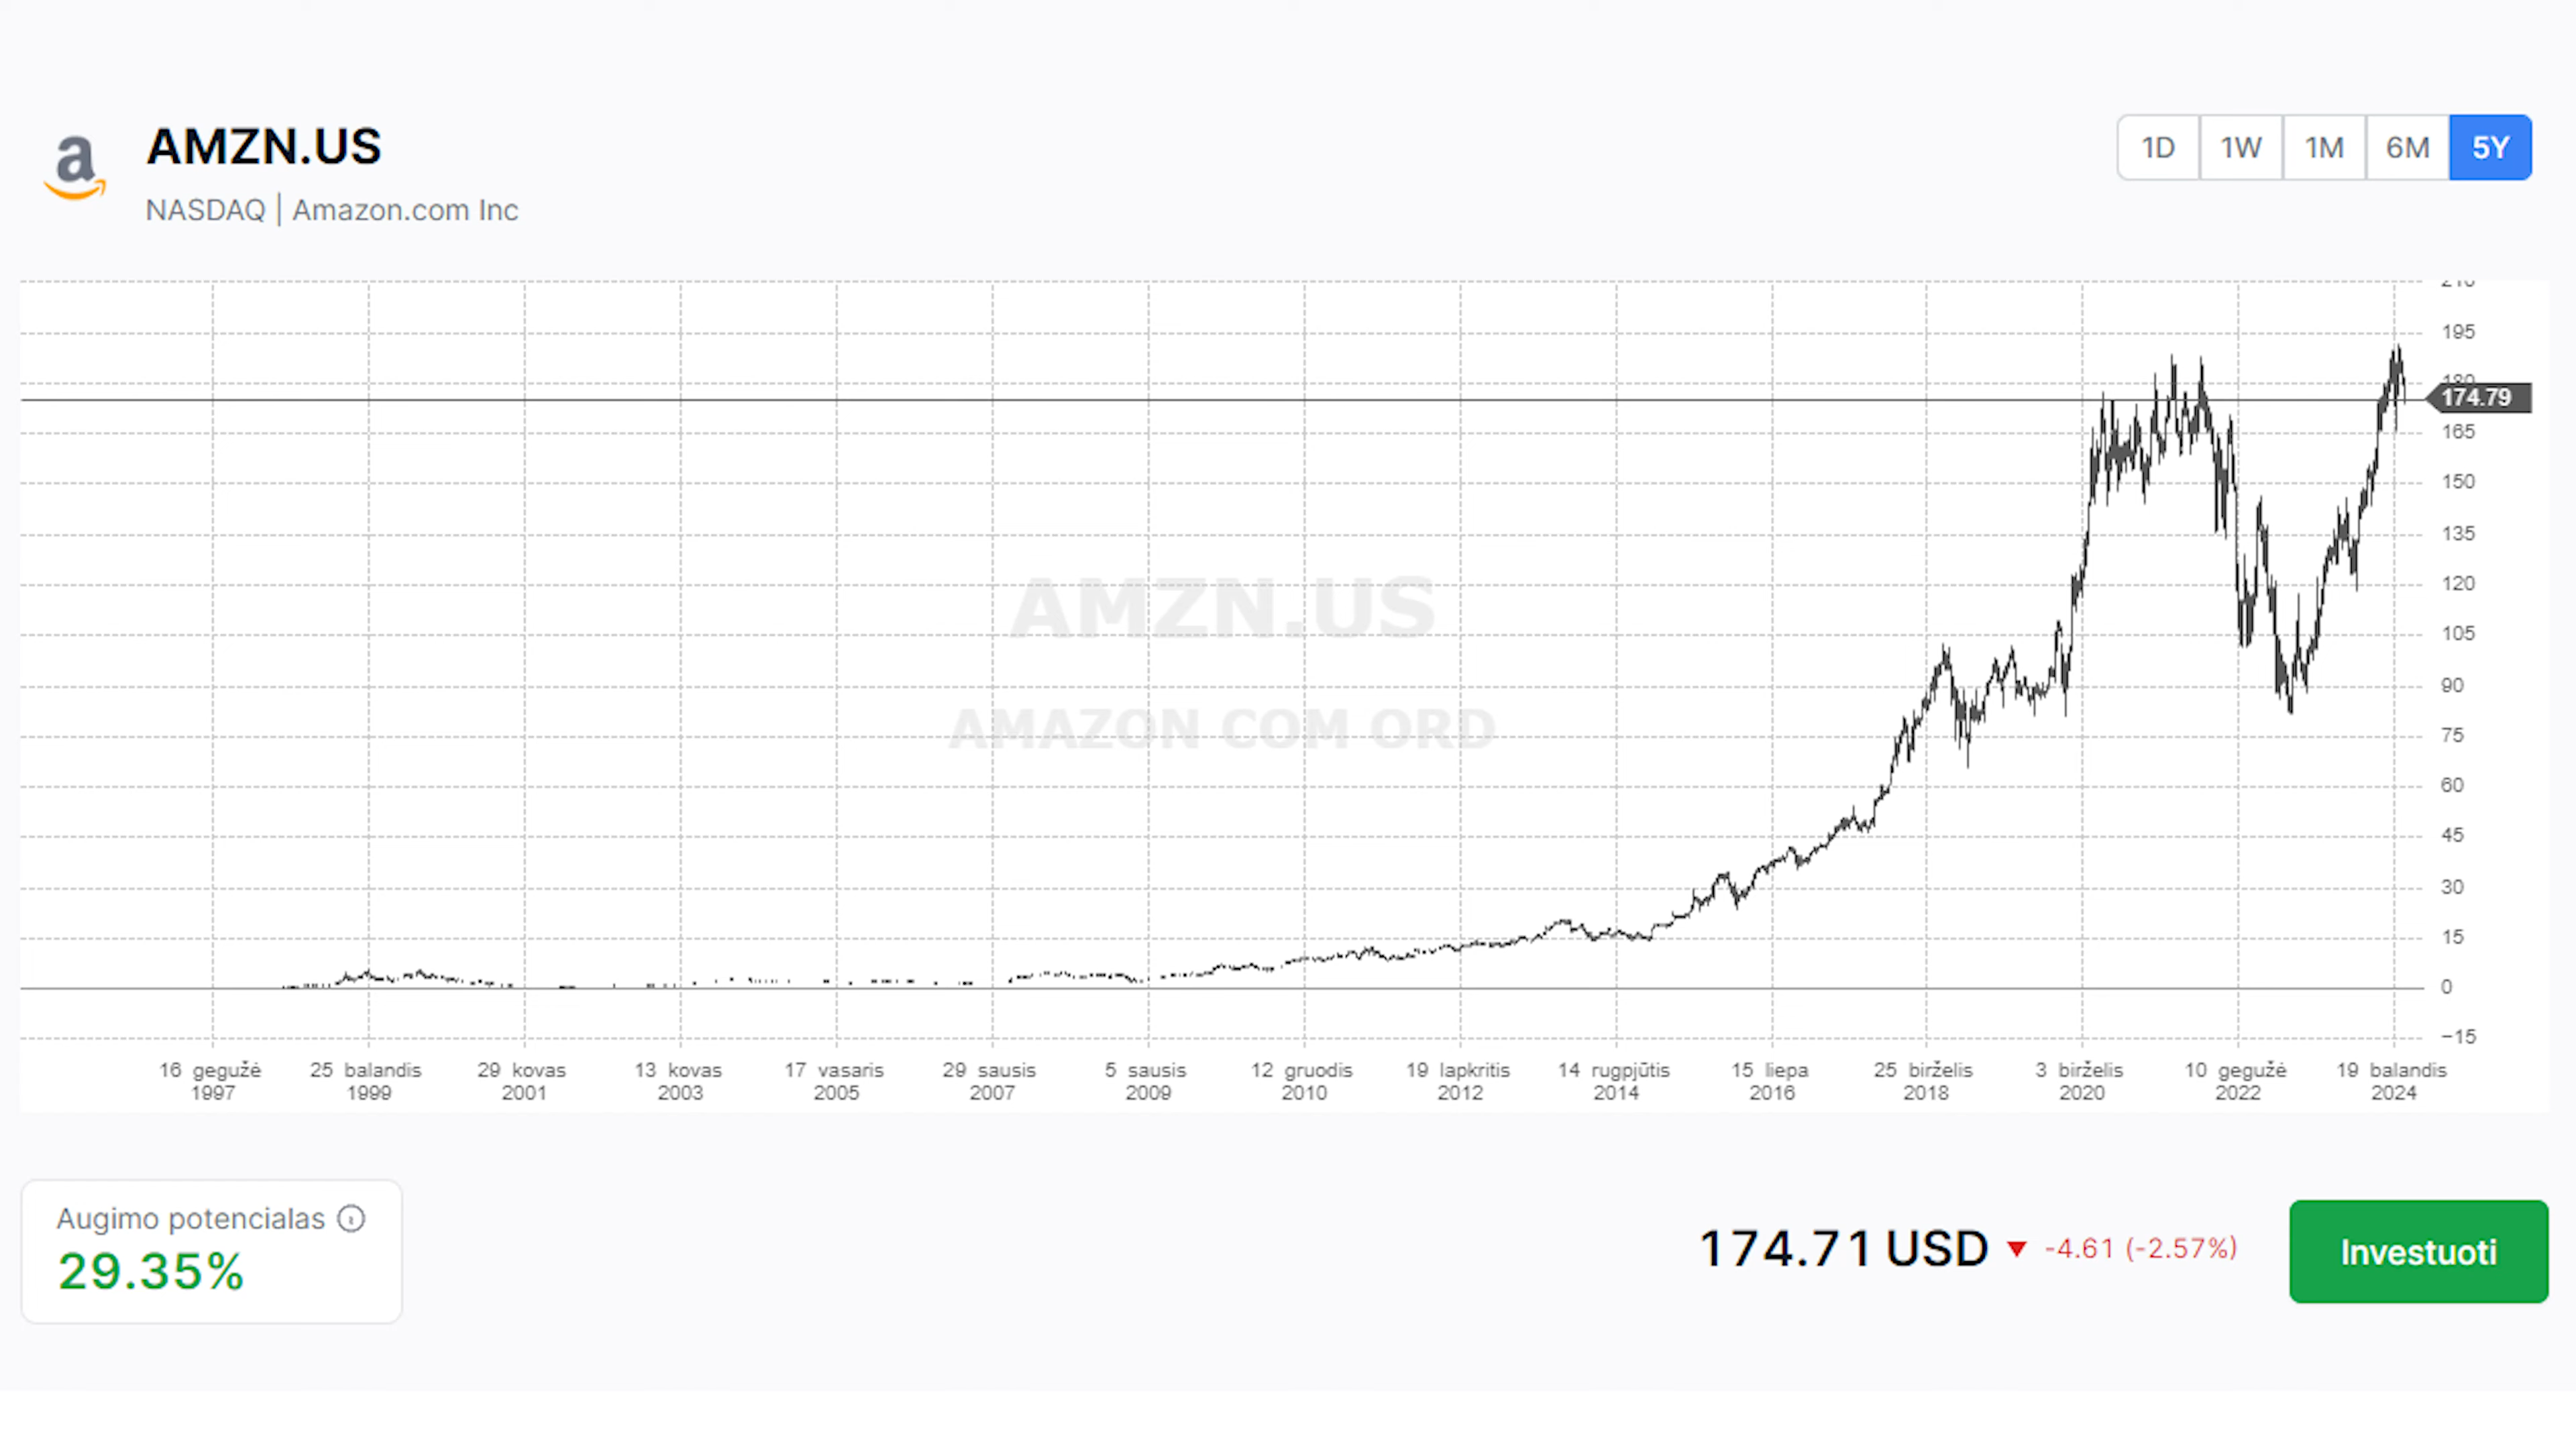 AMZN.US
NASDAQ | Amazon.com Inc
1D 1W 1M 6M 5Y
AMZN.US
AMAZON COM ORD
195
174.79
165
150
135
120
105
90
75
60
45
30
15
0
−15
16 gegužė 1997
25 balandis 1999
29 kovas 2001
13 kovas 2003
17 vasaris 2005
29 sausis 2007
5 sausis 2009
12 gruodis 2010
19 lapkritis 2012
14 rugpjūtis 2014
15 liepa 2016
25 birželis 2018
3 birželis 2020
10 gegužė 2022
19 balandis 2024
Augimo potencialas
29.35%
174.71 USD ▼ -4.61 (-2.57%)
Investuoti